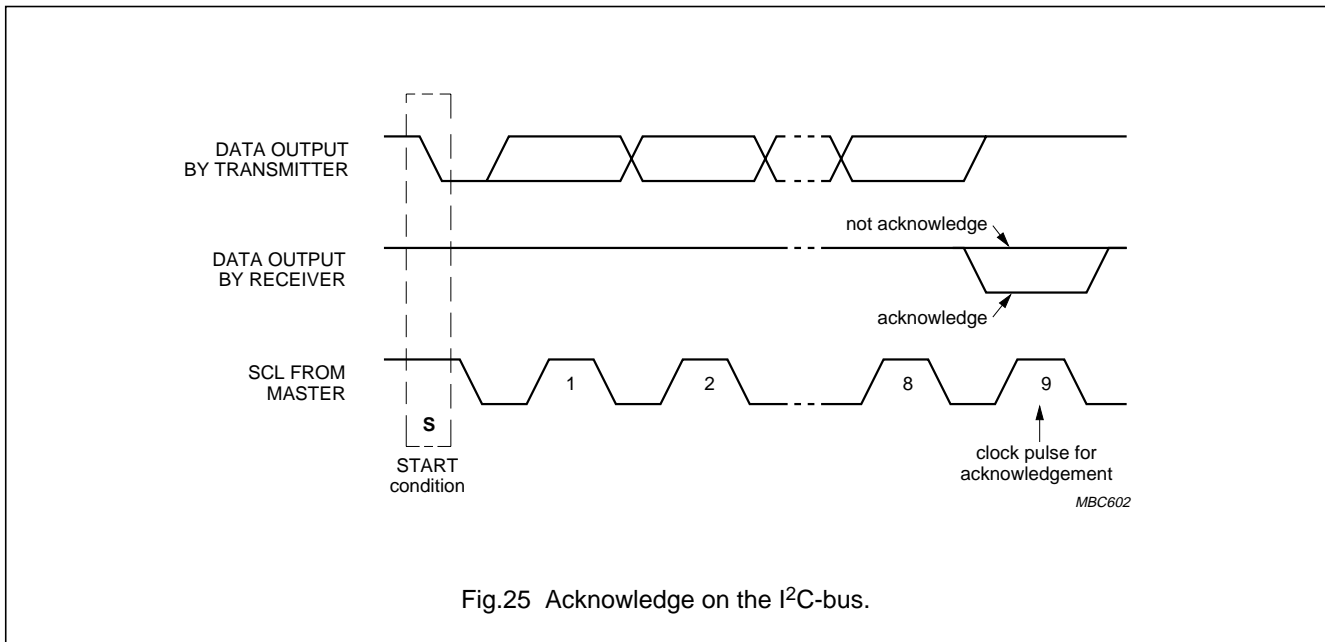 DATA OUTPUT
BY TRANSMITTER
not acknowledge
DATA OUTPUT
BY RECEIVER
acknowledge
SCL FROM
MASTER
1
2
8
9
S
START
condition
clock pulse for
acknowledgement
MBC602
Fig.25 Acknowledge on the I²C-bus.